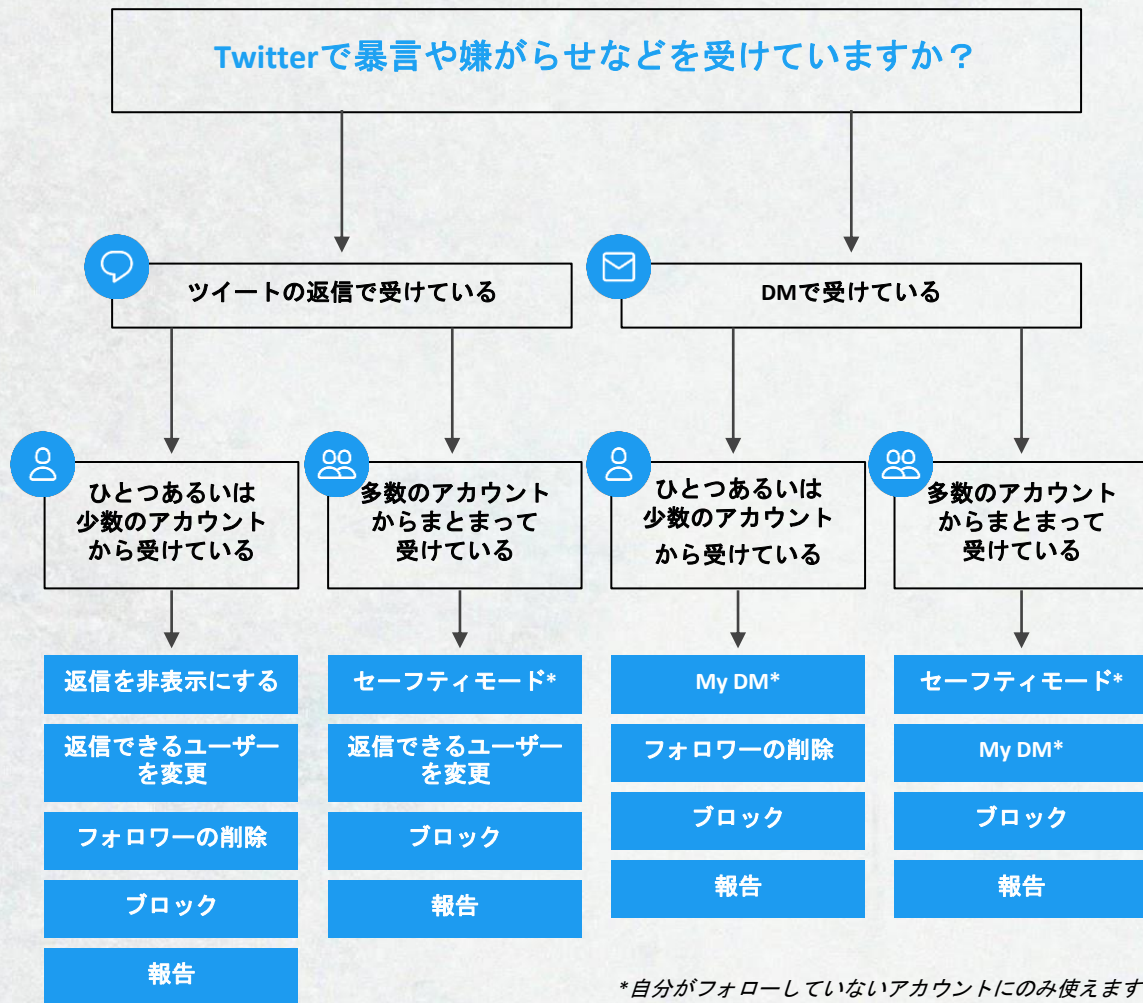 Twitterで暴言や嫌がらせなどを受けていますか？
ツイートの返信で受けている
DMで受けている
ひとつあるいは
少数のアカウント
から受けている
多数のアカウント
からまとまって
受けている
ひとつあるいは
少数のアカウント
から受けている
多数のアカウント
からまとまって
受けている
返信を非表示にする
返信できるユーザー
を変更
フォロワーの削除
ブロック
報告
セーフティモード*
返信できるユーザー
を変更
ブロック
報告
My DM*
フォロワーの削除
ブロック
報告
セーフティモード*
My DM*
ブロック
報告
*自分がフォローしていないアカウントにのみ使えます